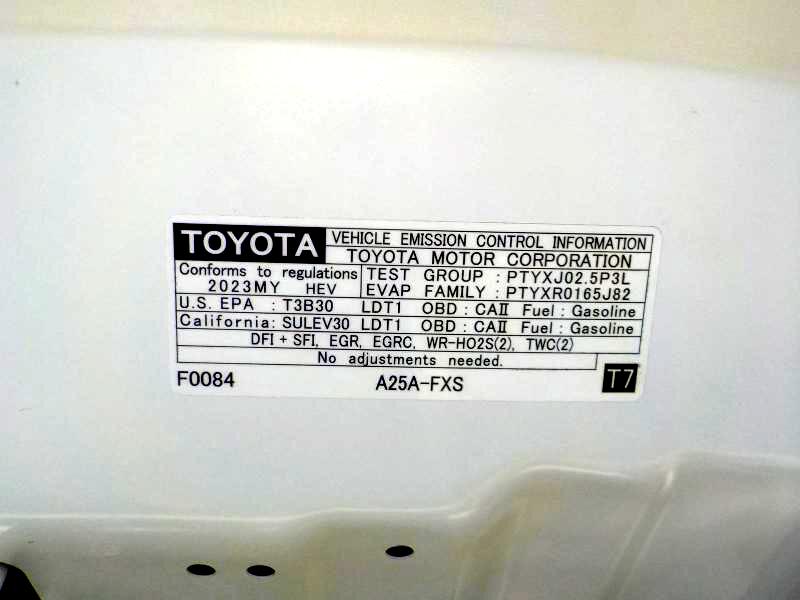 TOYOTA VEHICLE EMISSION CONTROL INFORMATION
TOYOTA MOTOR CORPORATION
Conforms to regulations TEST GROUP : PTYXJ02.5P3L
2023MY HEV EVAP FAMILY : PTYXR0165J82
U.S. EPA : T3B30 LDT1 OBD : CAII Fuel : Gasoline
California: SULEV30 LDT1 OBD : CAII Fuel : Gasoline
DFI + SFI, EGR, EGRC, WR-HO2S(2), TWC(2)
No adjustments needed.
F0084 A25A-FXS T7